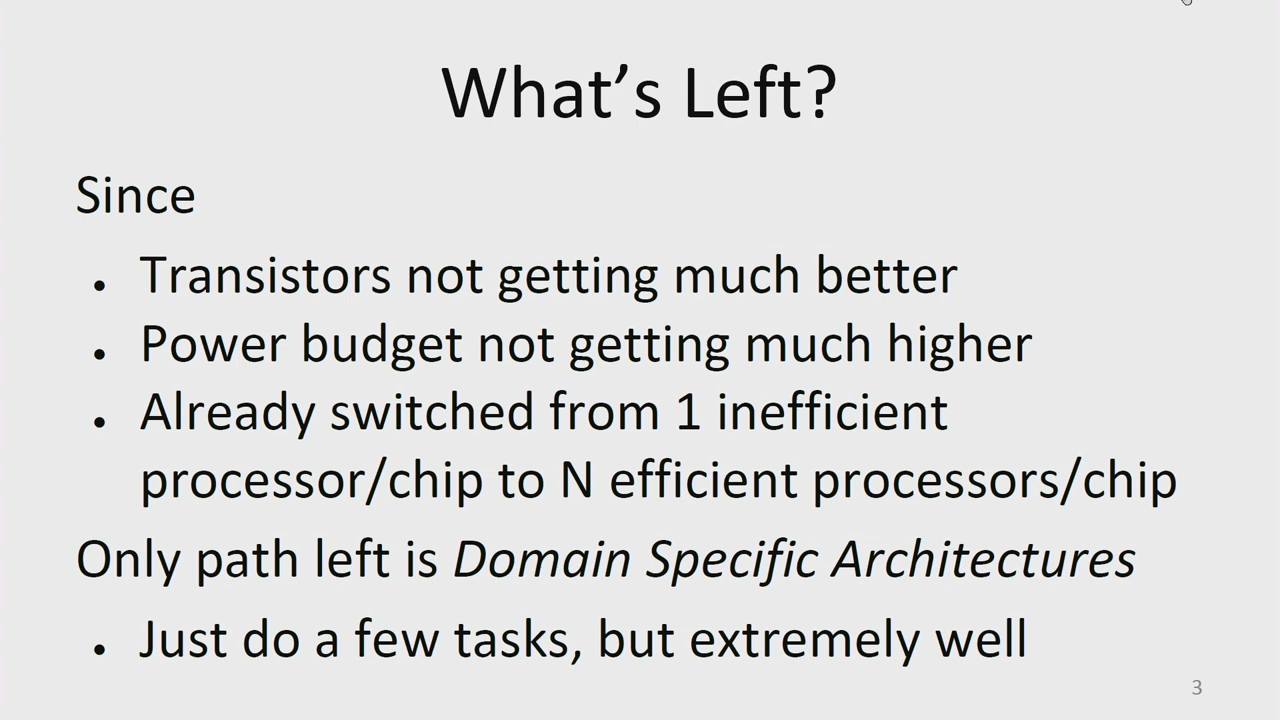 What’s Left?
Since
• Transistors not getting much better
• Power budget not getting much higher
• Already switched from 1 inefficient
processor/chip to N efficient processors/chip
Only path left is Domain Specific Architectures
• Just do a few tasks, but extremely well
3